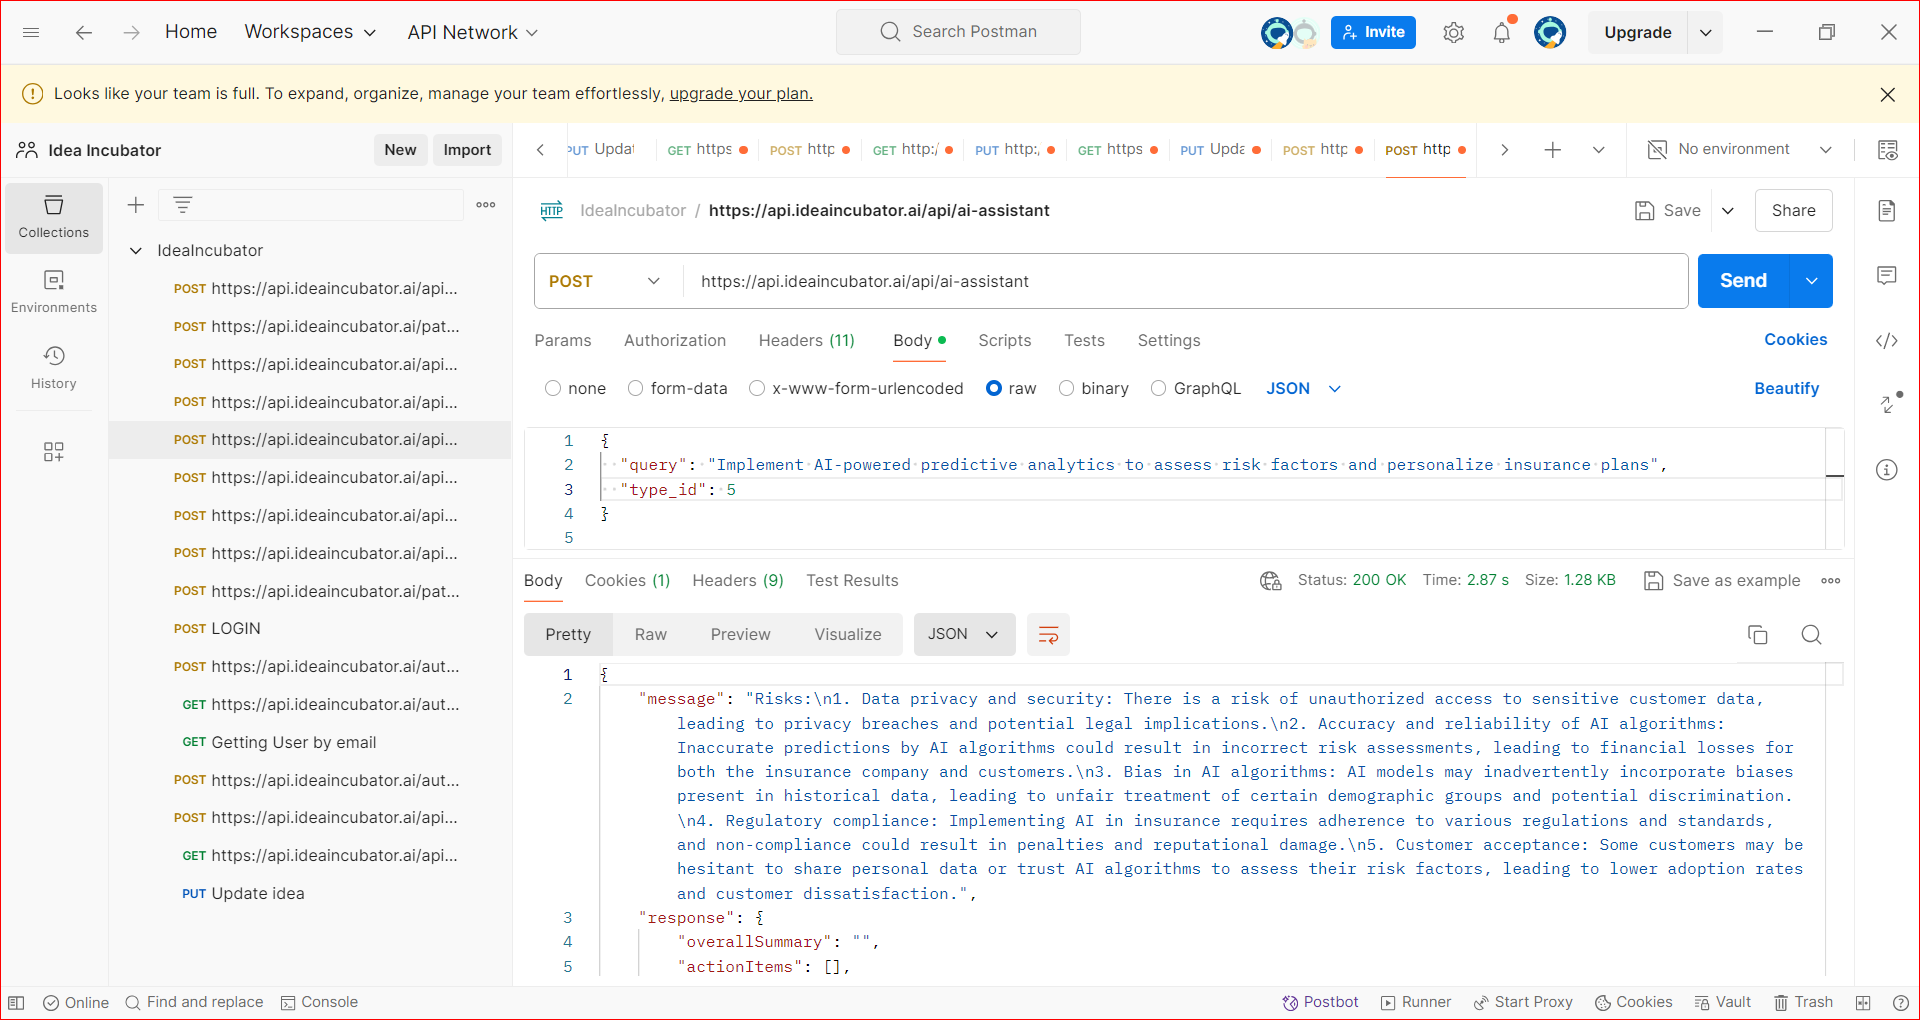 Home Workspaces API Network Search Postman Invite Upgrade
Looks like your team is full. To expand, organize, manage your team effortlessly, upgrade your plan.
Idea Incubator New Import
PUT Updat GET https POST http GET http:/ PUT http:, GET https PUT Upda POST http POST http No environment
Collections
Environments
History
IdeaIncubator
POST https://api.ideaincubator.ai/api...
POST https://api.ideaincubator.ai/pat...
POST https://api.ideaincubator.ai/api...
POST https://api.ideaincubator.ai/api...
POST https://api.ideaincubator.ai/api...
POST https://api.ideaincubator.ai/api...
POST https://api.ideaincubator.ai/api...
POST https://api.ideaincubator.ai/api...
POST https://api.ideaincubator.ai/pat...
POST LOGIN
POST https://api.ideaincubator.ai/aut...
GET https://api.ideaincubator.ai/aut...
GET Getting User by email
POST https://api.ideaincubator.ai/aut...
POST https://api.ideaincubator.ai/api...
GET https://api.ideaincubator.ai/api...
PUT Update idea
HTTP IdeaIncubator / https://api.ideaincubator.ai/api/ai-assistant Save Share
POST https://api.ideaincubator.ai/api/ai-assistant Send
Params Authorization Headers (11) Body Scripts Tests Settings Cookies
none form-data x-www-form-urlencoded raw binary GraphQL JSON Beautify
1 {
2 "query": "Implement AI-powered predictive analytics to assess risk factors and personalize insurance plans",
3 "type_id": 5
4 }
5
Body Cookies (1) Headers (9) Test Results Status: 200 OK Time: 2.87 s Size: 1.28 KB Save as example
Pretty Raw Preview Visualize JSON
1 {
2 "message": "Risks:\n1. Data privacy and security: There is a risk of unauthorized access to sensitive customer data,
leading to privacy breaches and potential legal implications.\n2. Accuracy and reliability of AI algorithms:
Inaccurate predictions by AI algorithms could result in incorrect risk assessments, leading to financial losses for
both the insurance company and customers.\n3. Bias in AI algorithms: AI models may inadvertently incorporate biases
present in historical data, leading to unfair treatment of certain demographic groups and potential discrimination.
\n4. Regulatory compliance: Implementing AI in insurance requires adherence to various regulations and standards,
and non-compliance could result in penalties and reputational damage.\n5. Customer acceptance: Some customers may be
hesitant to share personal data or trust AI algorithms to assess their risk factors, leading to lower adoption rates
and customer dissatisfaction.",
3 "response": {
4 "overallSummary": "",
5 "actionItems": [],
Online Find and replace Console Postbot Runner Start Proxy Cookies Vault Trash